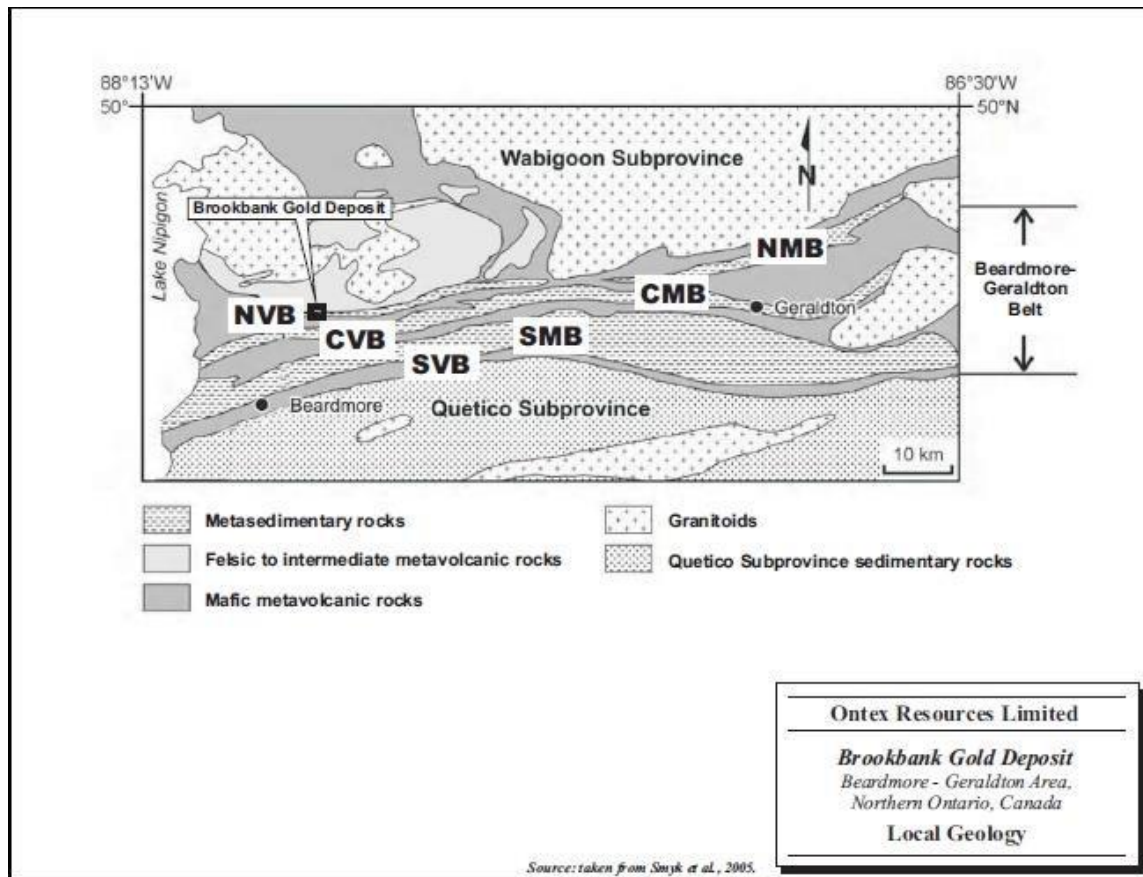 88°13'W
86°30'W
50°
50°N
Wabigoon Subprovince
N
Lake Nipigon
Brookbank Gold Deposit
NMB
Beardmore-
Geraldton
Belt
CMB
Geraldton
NVB
CVB
SMB
SVB
Beardmore
Quetico Subprovince
10 km
Metasedimentary rocks
Granitoids
Felsic to intermediate metavolcanic rocks
Quetico Subprovince sedimentary rocks
Mafic metavolcanic rocks
Ontex Resources Limited
Brookbank Gold Deposit
Beardmore - Geraldton Area,
Northern Ontario, Canada
Local Geology
Source: taken from Smyk et al., 2005.